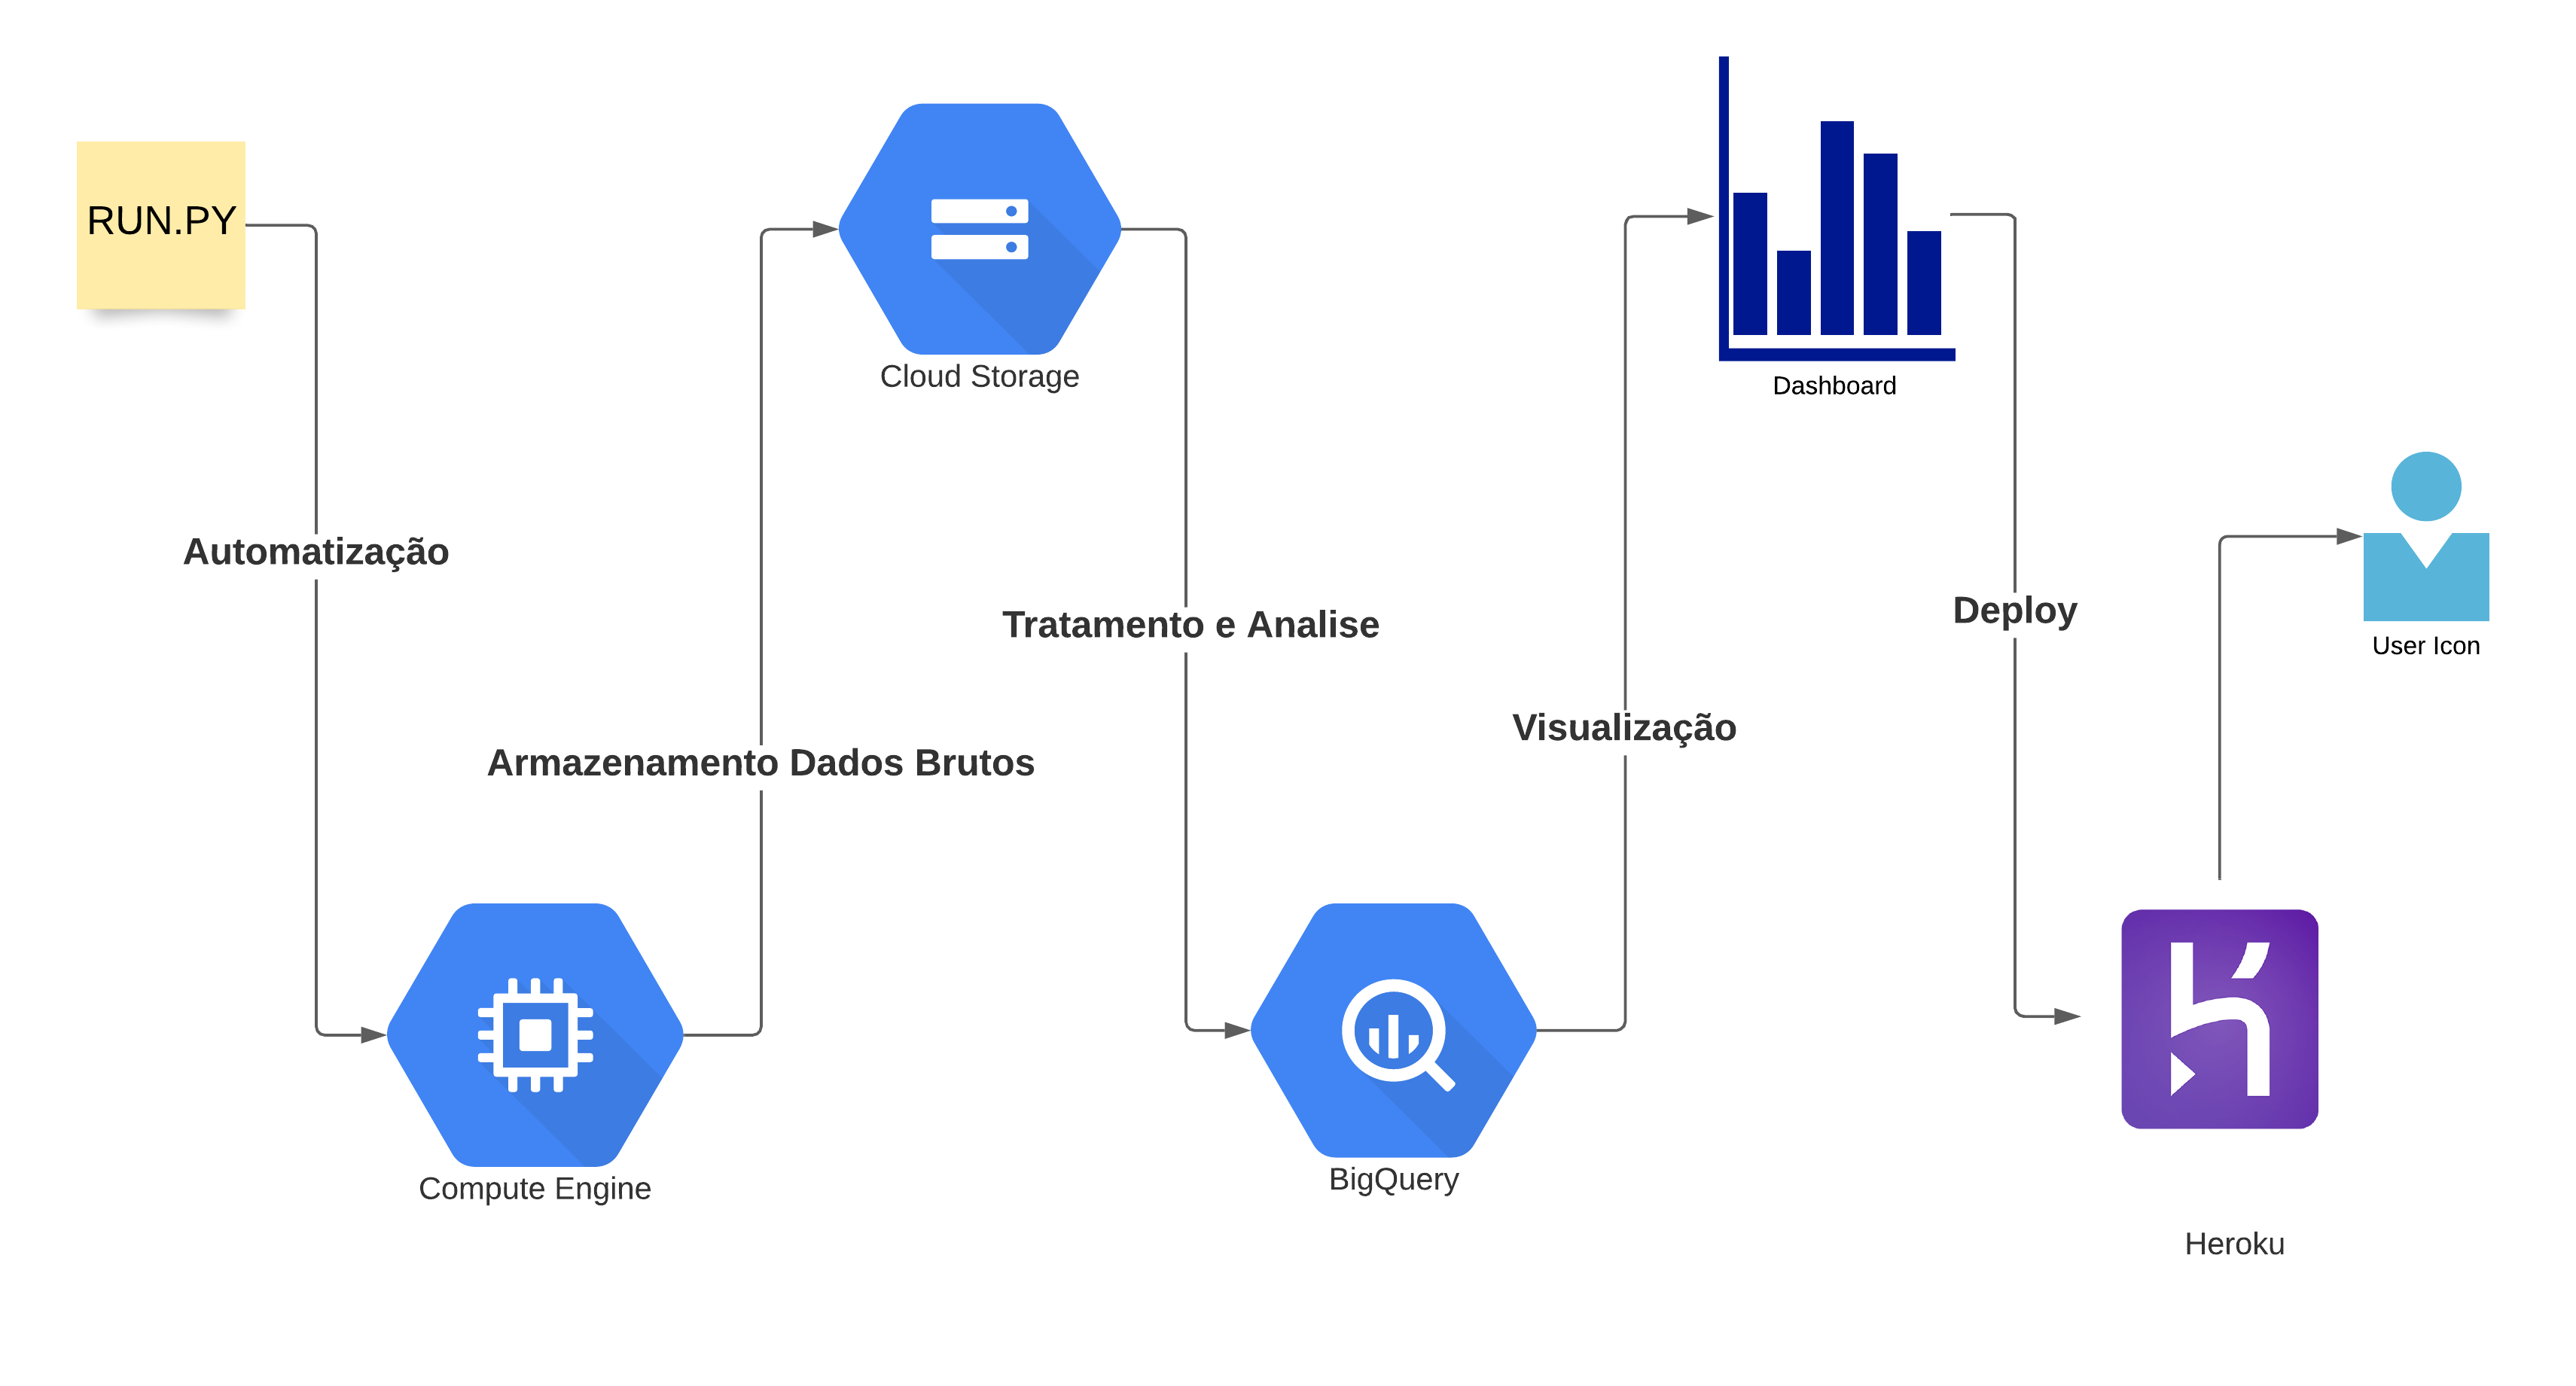 RUN.PY
Automatização
Compute Engine
Armazenamento Dados Brutos
Cloud Storage
Tratamento e Analise
BigQuery
Visualização
Dashboard
Deploy
Heroku
User Icon